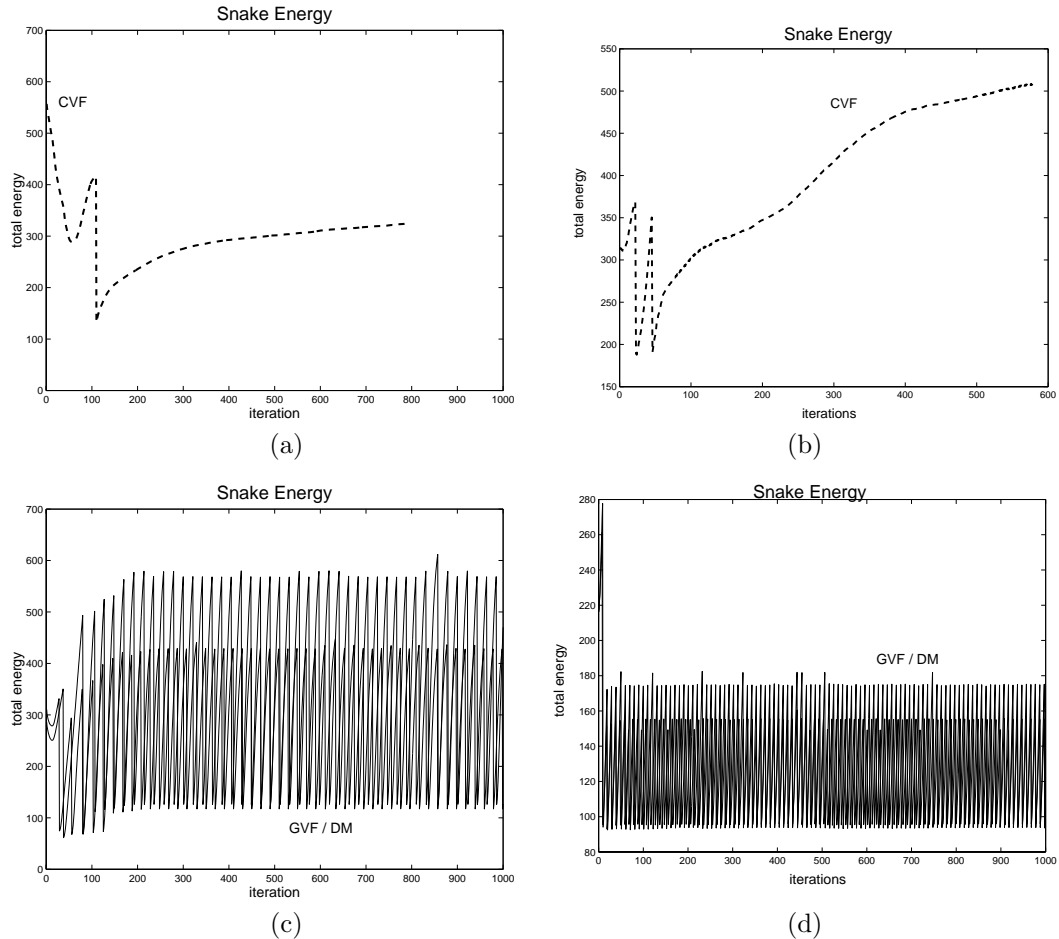 Snake Energy
700
600
500
400
300
200
100
0
total energy
CVF
0 100 200 300 400 500 600 700 800 900 1000
iteration
(a)
Snake Energy
550
500
450
400
350
300
250
200
150
total energy
CVF
0 100 200 300 400 500 600
iterations
(b)
Snake Energy
700
600
500
400
300
200
100
0
total energy
GVF / DM
0 100 200 300 400 500 600 700 800 900 1000
iteration
(c)
Snake Energy
280
260
240
220
200
180
160
140
120
100
80
total energy
GVF / DM
0 100 200 300 400 500 600 700 800 900 1000
iterations
(d)